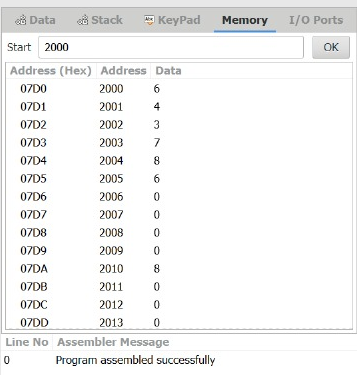 Data Stack KeyPad Memory I/O Ports
Start 2000 OK
Address (Hex) Address Data
07D0 2000 6
07D1 2001 4
07D2 2002 3
07D3 2003 7
07D4 2004 8
07D5 2005 6
07D6 2006 0
07D7 2007 0
07D8 2008 0
07D9 2009 0
07DA 2010 8
07DB 2011 0
07DC 2012 0
07DD 2013 0
Line No Assembler Message
0 Program assembled successfully